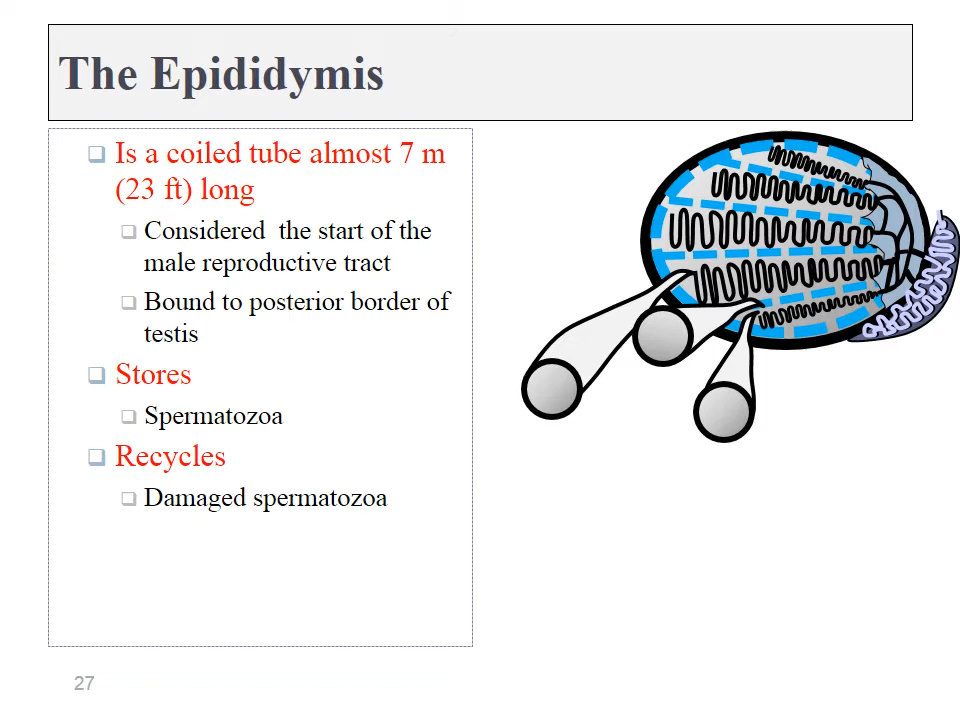 The Epididymis
Is a coiled tube almost 7 m
(23 ft) long
Considered the start of the
male reproductive tract
Bound to posterior border of
testis
Stores
Spermatozoa
Recycles
Damaged spermatozoa
27